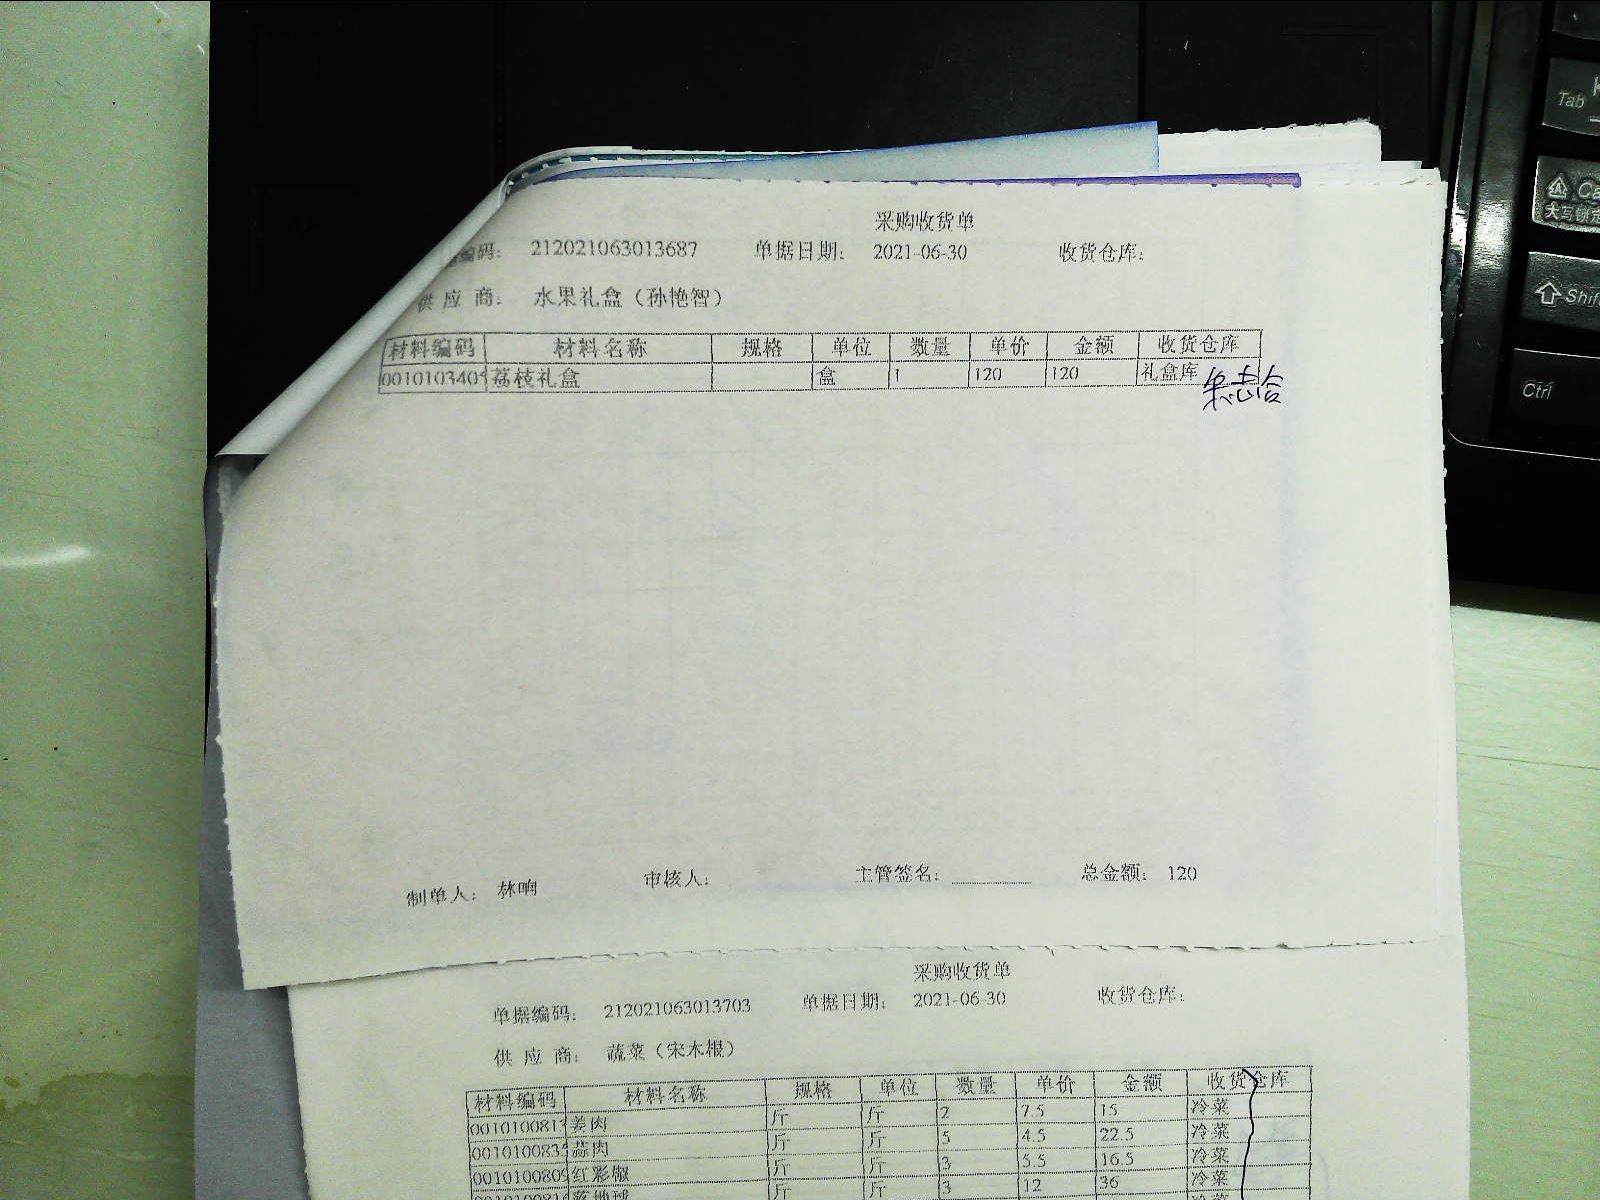 采购收货单
编码: 212021063013687 单据日期: 2021-06-30 收货仓库:
供应商: 水果礼盒（孙艳智）
材料编码 材料名称 规格 单位 数量 单价 金额 收货仓库
0010103405 荔枝礼盒 盒 1 120 120 礼盒库
制单人: 林响 审核人: 主管签名: 总金额: 120
采购收货单
单据编码: 212021063013703 单据日期: 2021-06-30 收货仓库:
供应商: 蔬菜（宋木根）
材料编码 材料名称 规格 单位 数量 单价 金额 收货仓库
001010081 姜肉 斤 斤 2 7.5 15 冷菜
001010083 蒜肉 斤 斤 5 4.5 22.5 冷菜
001010080 红彩椒 斤 斤 3 5.5 16.5 冷菜
斤 斤 3 12 36 冷菜
Tab
大写锁定
Shift
Ctrl